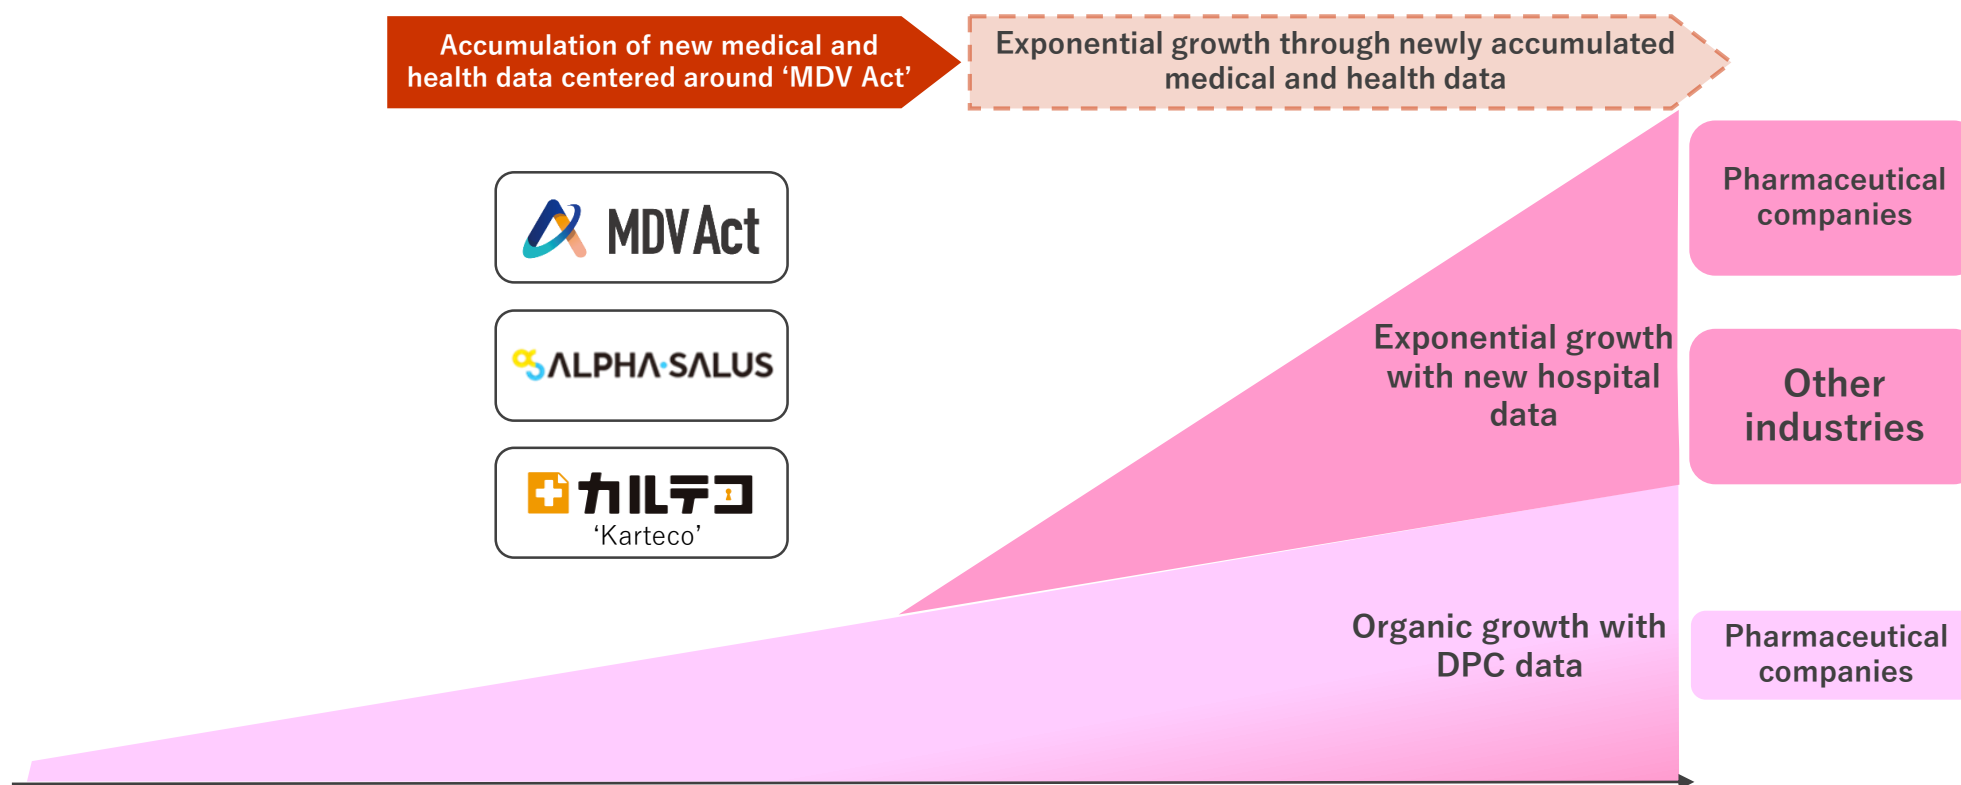 Accumulation of new medical and
health data centered around ‘MDV Act’
Exponential growth through newly accumulated
medical and health data
MDV Act
ALPHA・SALUS
カルテコ
‘Karteco’
Exponential growth
with new hospital
data
Organic growth with
DPC data
Pharmaceutical
companies
Other
industries
Pharmaceutical
companies